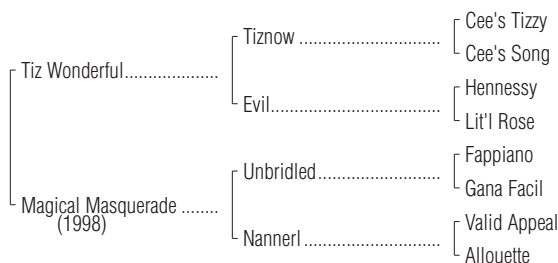 Cee's Tizzy
Tiznow ................................................
Cee's Song
Tiz Wonderful................................
Hennessy
Evil..........................................................
Lit'l Rose
Fappiano
Unbridled..........................................
Gana Facil
Magical Masquerade ............
(1998)
Valid Appeal
Nannerl ..............................................
Allouette